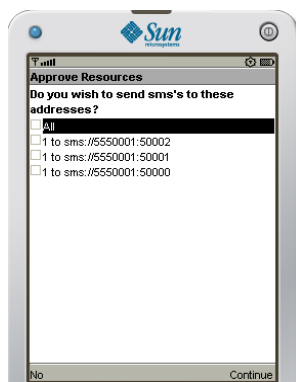 Sun
microsystems
Approve Resources
Do you wish to send sms's to these
addresses?
All
1 to sms://5550001:50002
1 to sms://5550001:50001
1 to sms://5550001:50000
No Continue